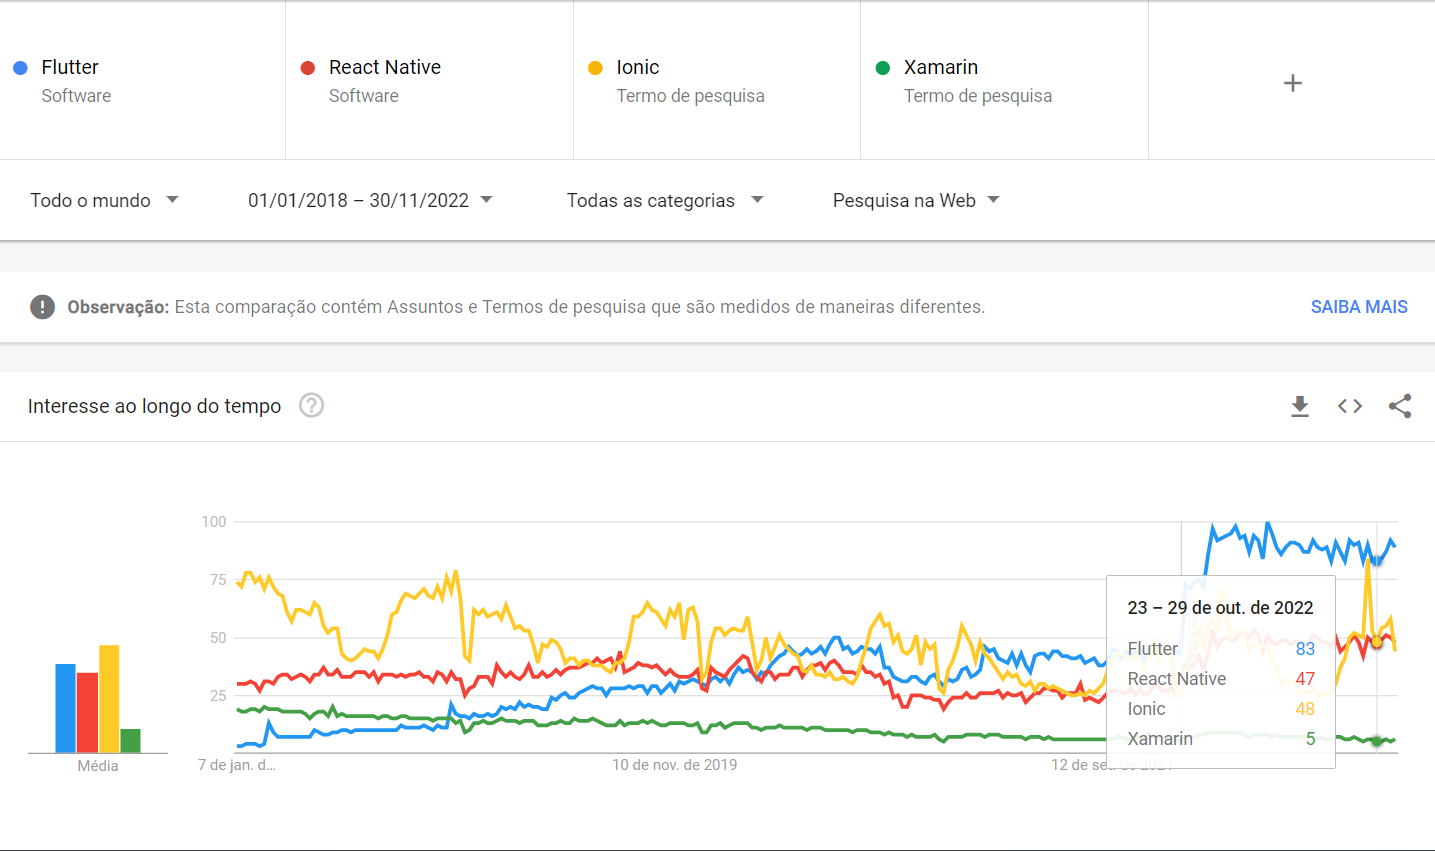 Flutter
Software
React Native
Software
Ionic
Termo de pesquisa
Xamarin
Termo de pesquisa
Todo o mundo
01/01/2018 – 30/11/2022
Todas as categorias
Pesquisa na Web
Observação: Esta comparação contém Assuntos e Termos de pesquisa que são medidos de maneiras diferentes.
SAIBA MAIS
Interesse ao longo do tempo
100
75
50
25
Média
7 de jan. d…
10 de nov. de 2019
12 de set. de 2021
23 – 29 de out. de 2022
Flutter 83
React Native 47
Ionic 48
Xamarin 5